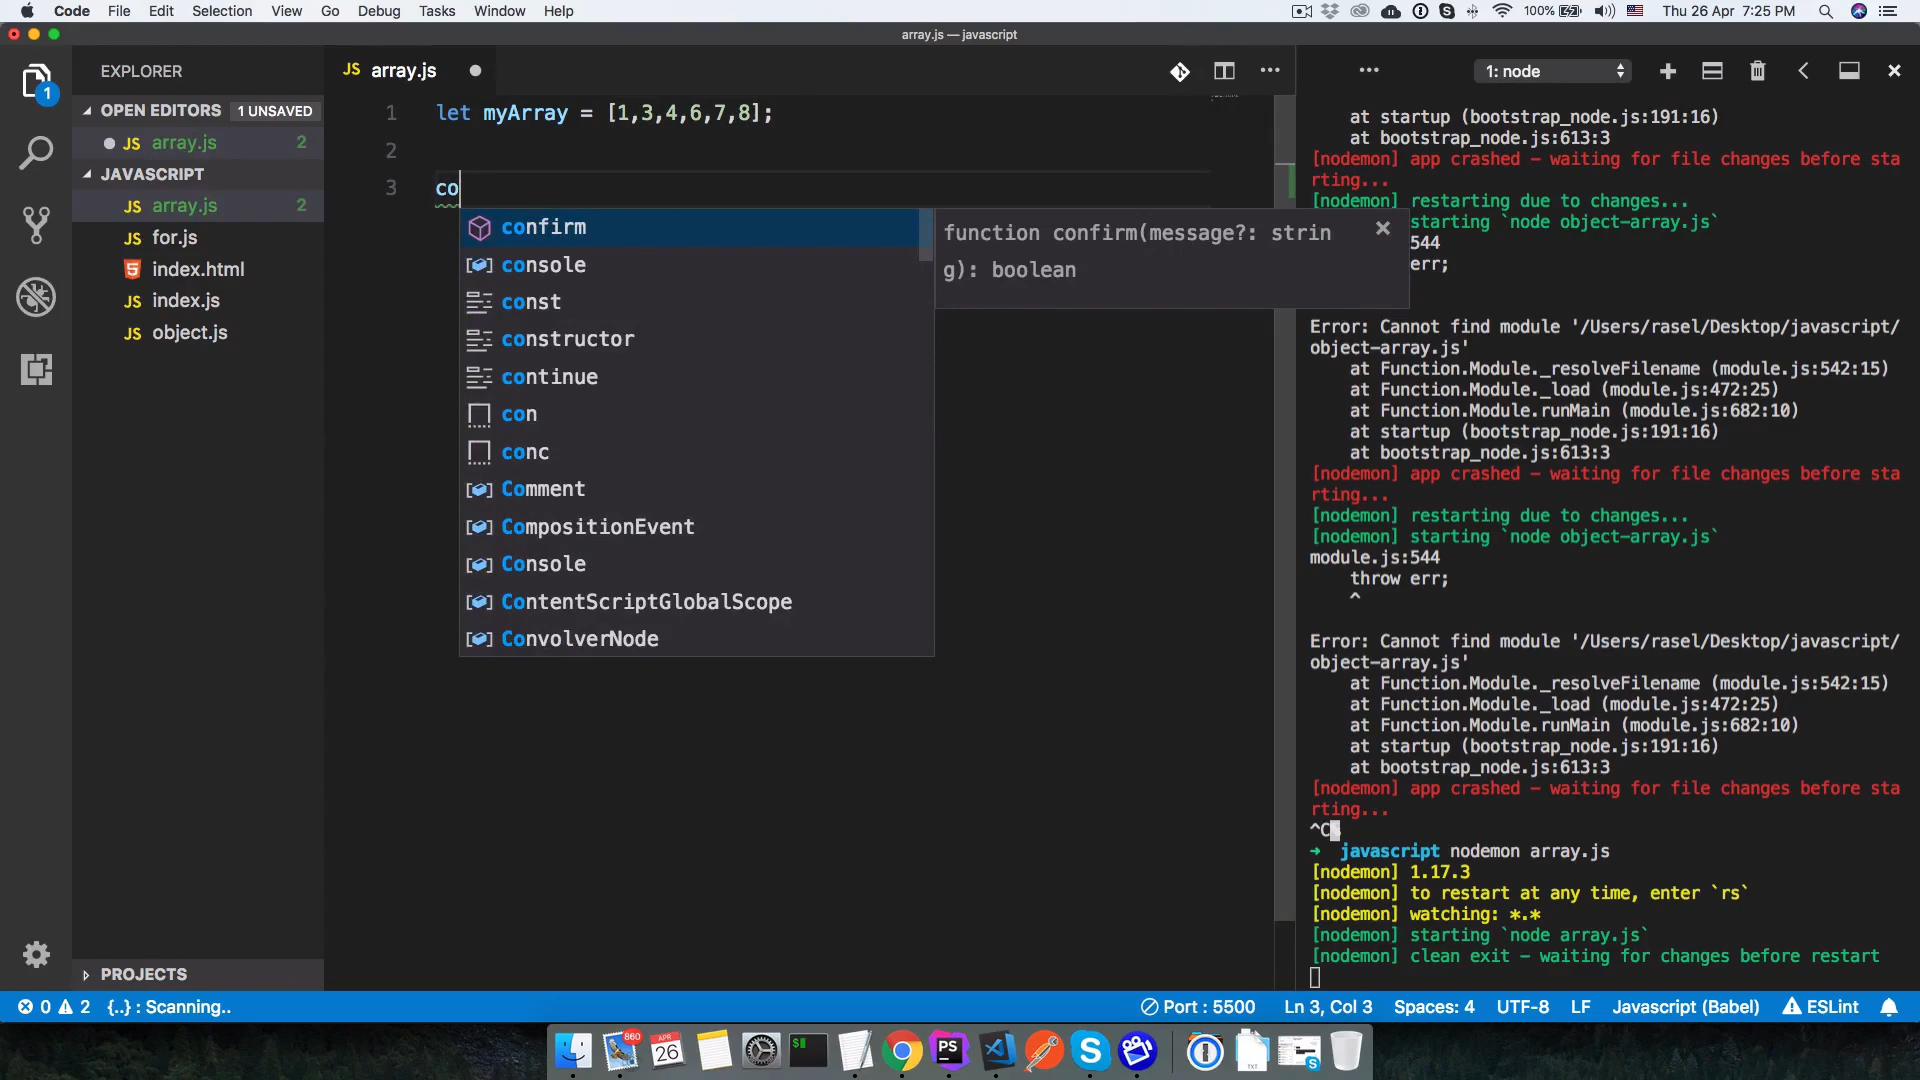 Code File Edit Selection View Go Debug Tasks Window Help
100% Thu 26 Apr 7:25 PM
array.js — javascript
EXPLORER
OPEN EDITORS 1 UNSAVED
JS array.js 2
JAVASCRIPT
JS array.js 2
JS for.js
index.html
JS index.js
JS object.js
PROJECTS
1
JS array.js
1 let myArray = [1,3,4,6,7,8];
2
3 co
confirm
console
const
constructor
continue
con
conc
Comment
CompositionEvent
Console
ContentScriptGlobalScope
ConvolverNode
function confirm(message?: strin
g): boolean
1: node
at startup (bootstrap_node.js:191:16)
at bootstrap_node.js:613:3
[nodemon] app crashed – waiting for file changes before sta
rting...
[nodemon] restarting due to changes...
starting `node object-array.js`
544
err;
Error: Cannot find module '/Users/rasel/Desktop/javascript/
object-array.js'
at Function.Module._resolveFilename (module.js:542:15)
at Function.Module._load (module.js:472:25)
at Function.Module.runMain (module.js:682:10)
at startup (bootstrap_node.js:191:16)
at bootstrap_node.js:613:3
[nodemon] app crashed – waiting for file changes before sta
rting...
[nodemon] restarting due to changes...
[nodemon] starting `node object-array.js`
module.js:544
throw err;
^
Error: Cannot find module '/Users/rasel/Desktop/javascript/
object-array.js'
at Function.Module._resolveFilename (module.js:542:15)
at Function.Module._load (module.js:472:25)
at Function.Module.runMain (module.js:682:10)
at startup (bootstrap_node.js:191:16)
at bootstrap_node.js:613:3
[nodemon] app crashed – waiting for file changes before sta
rting...
^C%
➜ javascript nodemon array.js
[nodemon] 1.17.3
[nodemon] to restart at any time, enter `rs`
[nodemon] watching: *.*
[nodemon] starting `node array.js`
[nodemon] clean exit – waiting for changes before restart
0 2 {..} : Scanning..
Port : 5500 Ln 3, Col 3 Spaces: 4 UTF-8 LF Javascript (Babel) ESLint
860
APR
26
$
PS
S
TXT
S